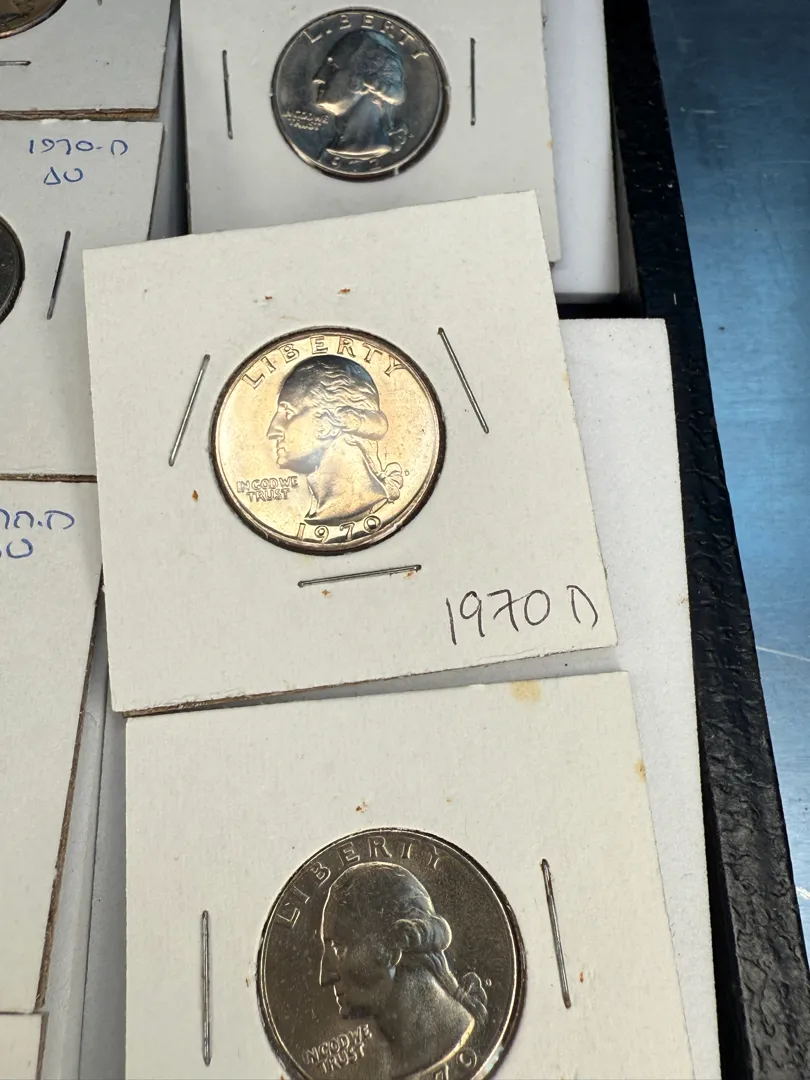 LIBERTY
IN GOD WE
TRUST
1970-D
AU
LIBERTY
IN GOD WE
TRUST
1970
1970 D
LIBERTY
IN GOD WE
TRUST